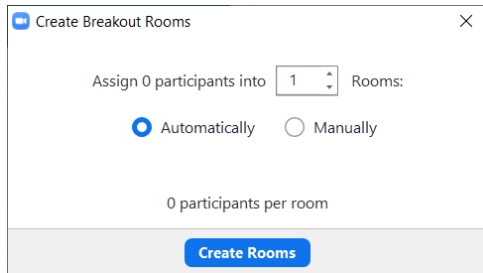 Create Breakout Rooms
Assign 0 participants into 1 Rooms:
Automatically Manually
0 participants per room
Create Rooms